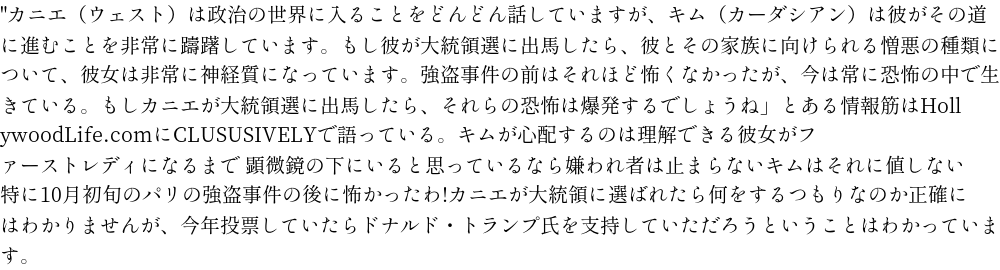 "カニエ（ウェスト）は政治の世界に入ることをどんどん話していますが、キム（カーダシアン）は彼がその道
に進むことを非常に躊躇しています。もし彼が大統領選に出馬したら、彼とその家族に向けられる憎悪の種類に
ついて、彼女は非常に神経質になっています。強盗事件の前はそれほど怖くなかったが、今は常に恐怖の中で生
きている。もしカニエが大統領選に出馬したら、それらの恐怖は爆発するでしょうね」とある情報筋はHoll
ywoodLife.comにCLUSUSIVELYで語っている。キムが心配するのは理解できる彼女がフ
ァーストレディになるまで 顕微鏡の下にいると思っているなら嫌われ者は止まらないキムはそれに値しない
特に10月初旬のパリの強盗事件の後に怖かったわ!カニエが大統領に選ばれたら何をするつもりなのか正確に
はわかりませんが、今年投票していたらドナルド・トランプ氏を支持していただろうということはわかっていま
す。